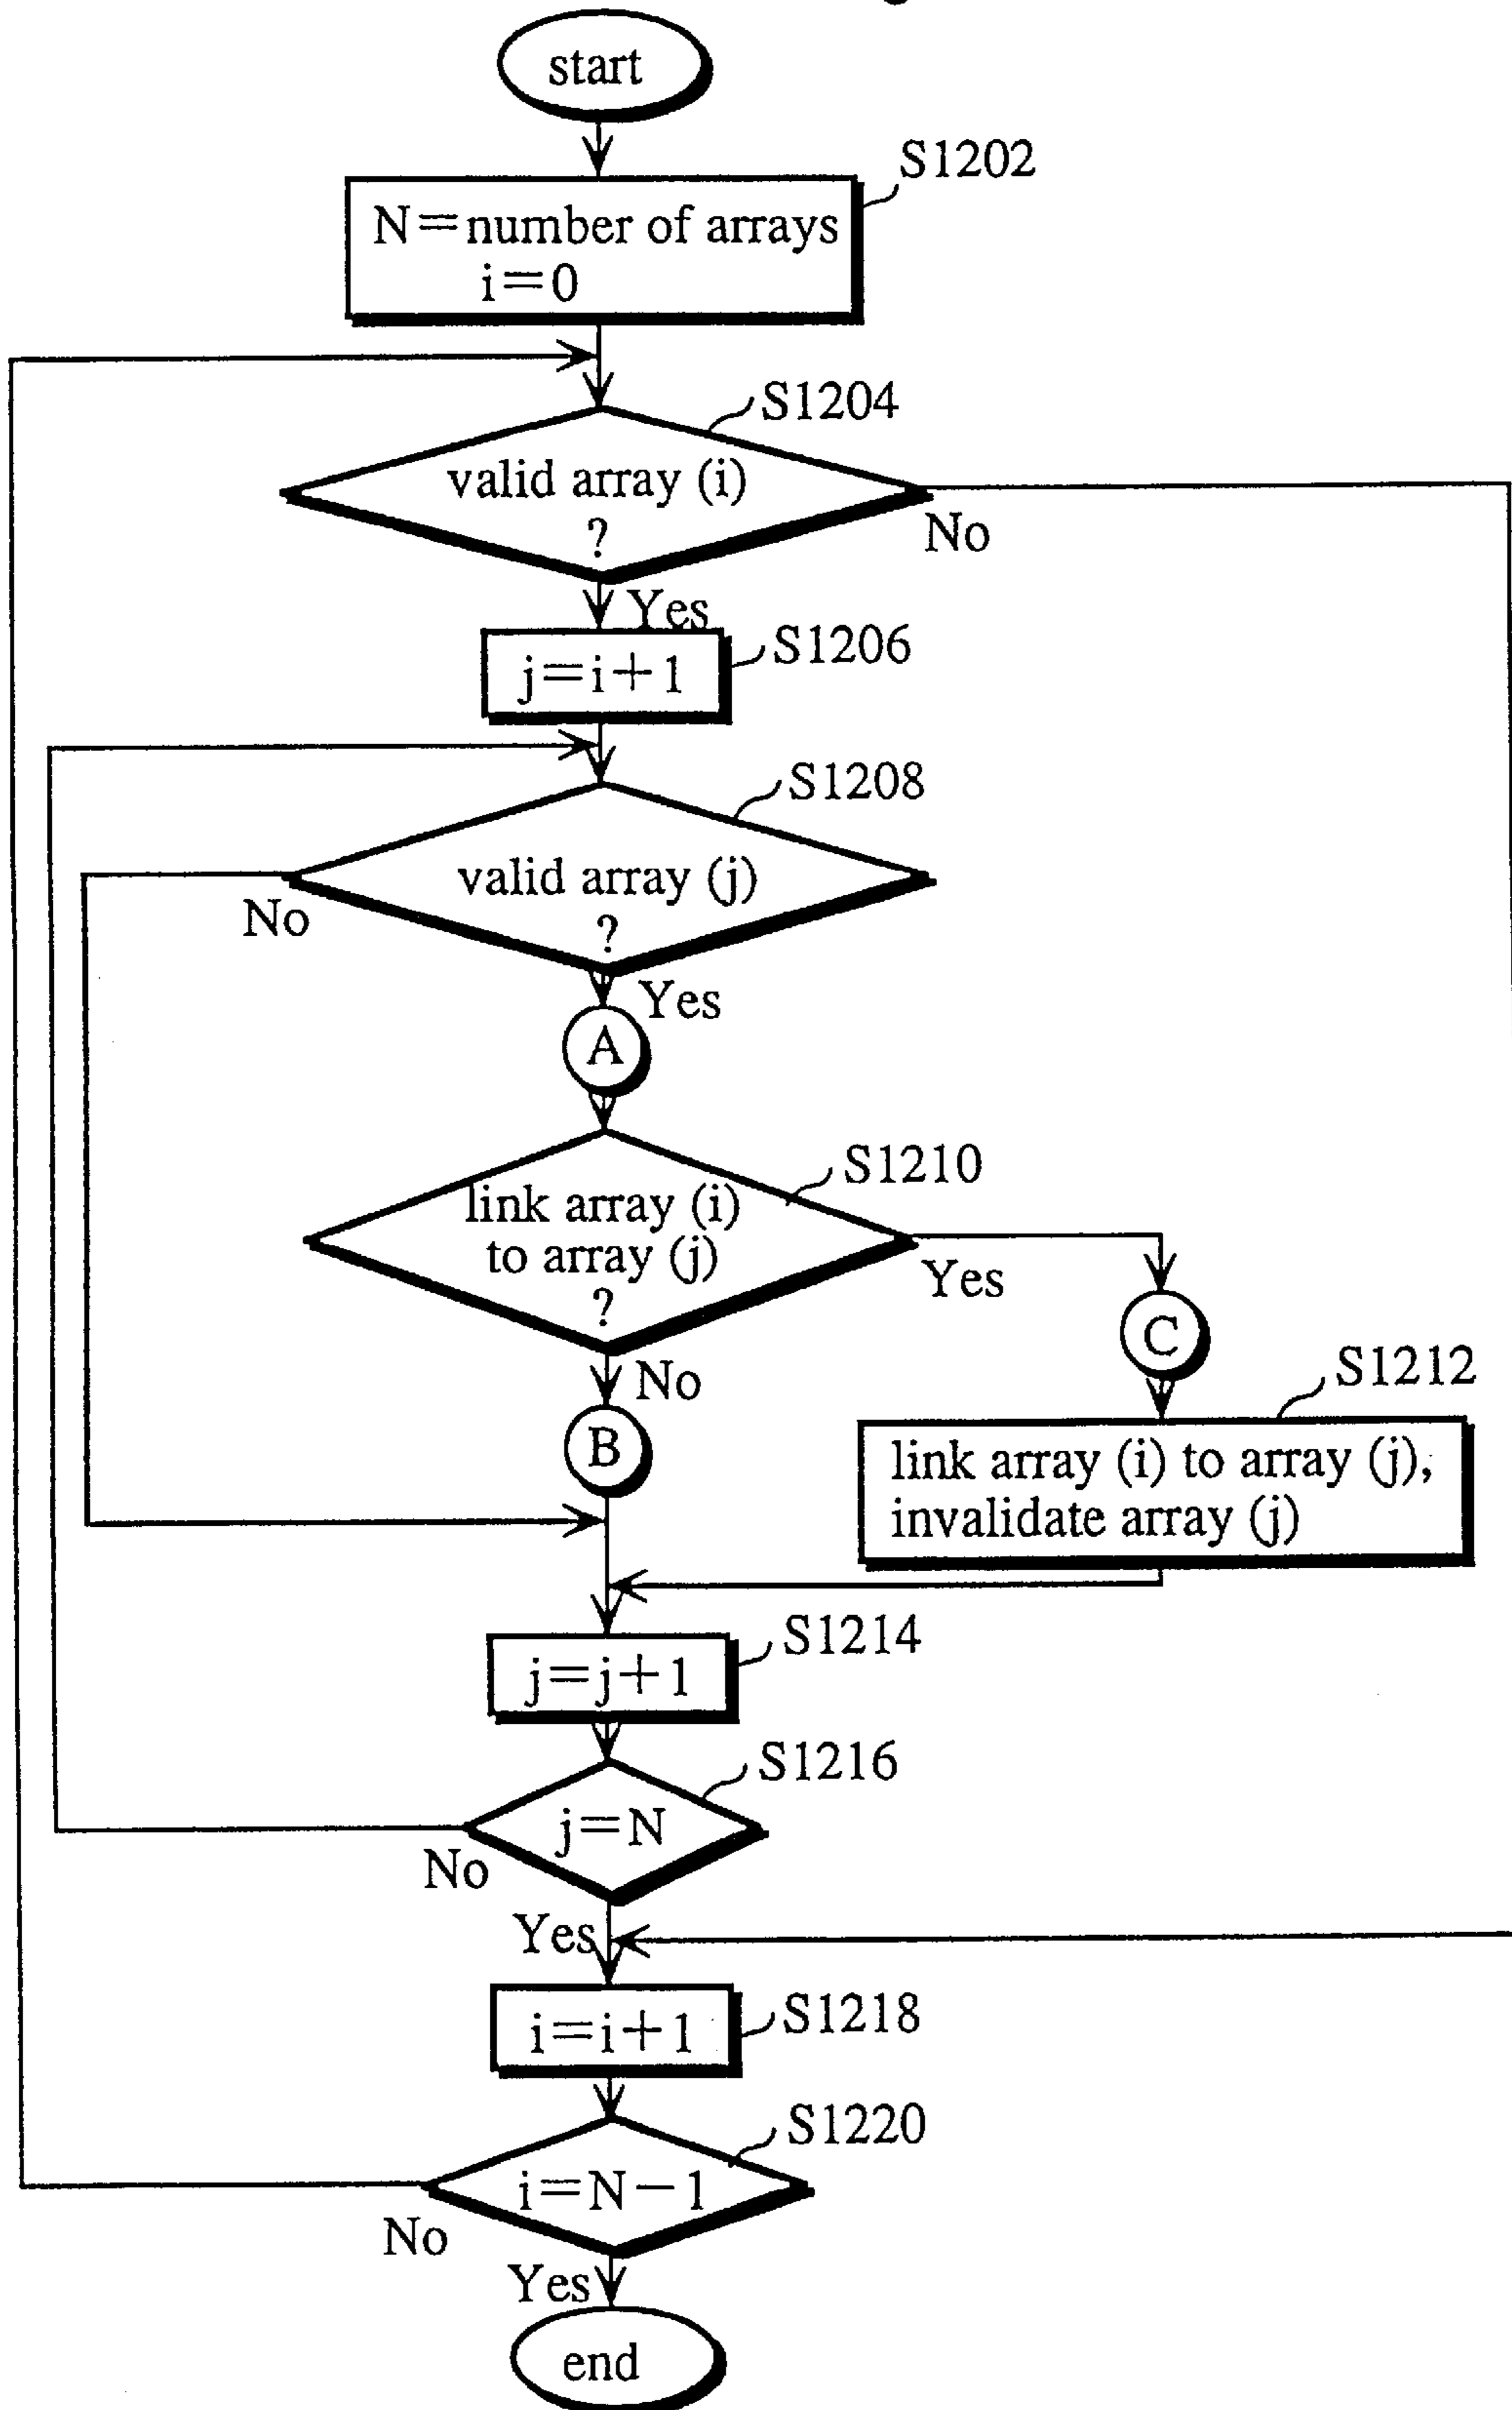 start
S1202
N=number of arrays
i=0
S1204
valid array (i)
?
No
Yes
S1206
j=i+1
S1208
valid array (j)
?
No
Yes
A
S1210
link array (i)
to array (j)
?
Yes
C
No
B
S1212
link array (i) to array (j),
invalidate array (j)
S1214
j=j+1
S1216
j=N
No
Yes
S1218
i=i+1
S1220
i=N-1
No
Yes
end